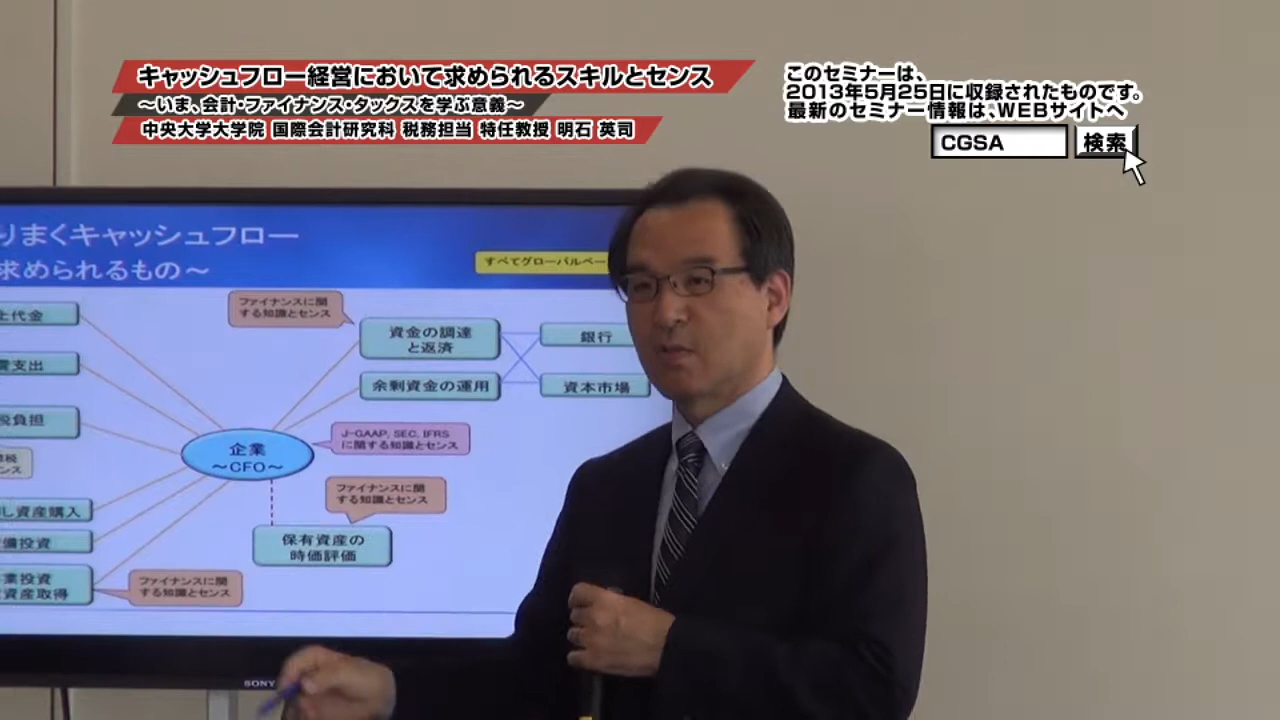 キャッシュフロー経営において求められるスキルとセンス
～いま、会計・ファイナンス・タックスを学ぶ意義～
中央大学大学院 国際会計研究科 税務担当 特任教授 明石 英司
このセミナーは、
2013年5月25日に収録されたものです。
最新のセミナー情報は、WEBサイトへ
CGSA
検索
りまくキャッシュフロー
求められるもの～
すべてグローバルベー
上代金
支出
税負担
ンス
し資産購入
備投資
業投資
資産取得
ファイナンスに関
する知識とセンス
資金の調達
と返済
余剰資金の運用
銀行
資本市場
企業
～CFO～
J-GAAP, SEC, IFRS
に関する知識とセンス
ファイナンスに関
する知識とセンス
保有資産の
時価評価
ファイナンスに関
する知識とセンス
SONY